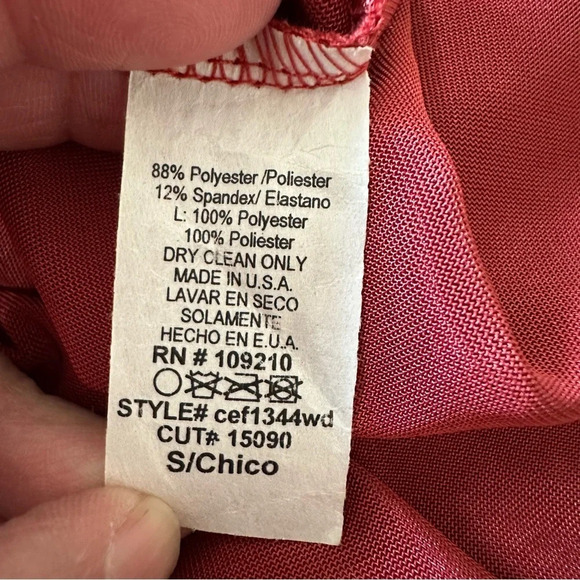 88% Polyester /Poliester
12% Spandex/ Elastano
L: 100% Polyester
100% Poliester
DRY CLEAN ONLY
MADE IN U.S.A.
LAVAR EN SECO
SOLAMENTE
HECHO EN E.U.A.
RN # 109210
STYLE# cef1344wd
CUT# 15090
S/Chico